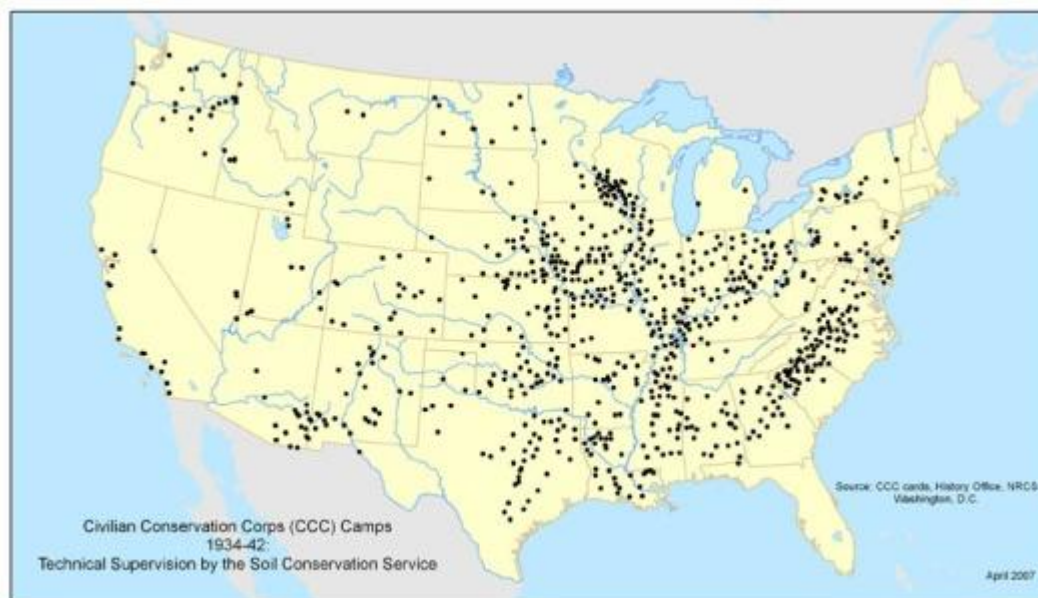 Source: CCC cards, History Office, NRCS
Washington, D.C.
Civilian Conservation Corps (CCC) Camps
1934-42:
Technical Supervision by the Soil Conservation Service
April 2007